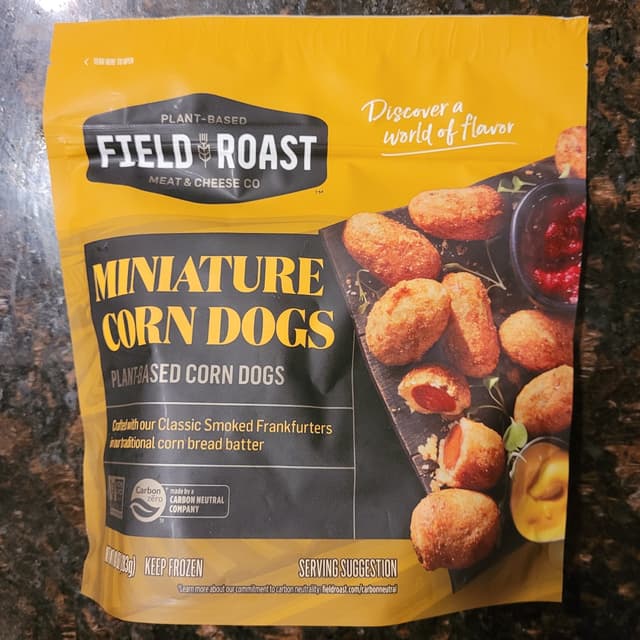 PLANT-BASED
FIELD ROAST
MEAT & CHEESE CO
TM
Discover a
world of flavor
MINIATURE
CORN DOGS
PLANT-BASED CORN DOGS
Crafted with our Classic Smoked Frankfurters
in our traditional corn bread batter
Carbon
zero
made by a
CARBON NEUTRAL
COMPANY
KEEP FROZEN
SERVING SUGGESTION
*Learn more about our commitment to carbon neutrality: fieldroast.com/carbonneutral